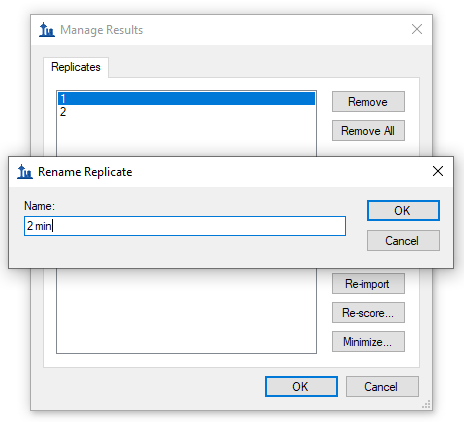 Manage Results
Replicates
1
2
Remove
Remove All
Rename Replicate
Name:
2 min
OK
Cancel
Re-import
Re-score...
Minimize...
OK
Cancel